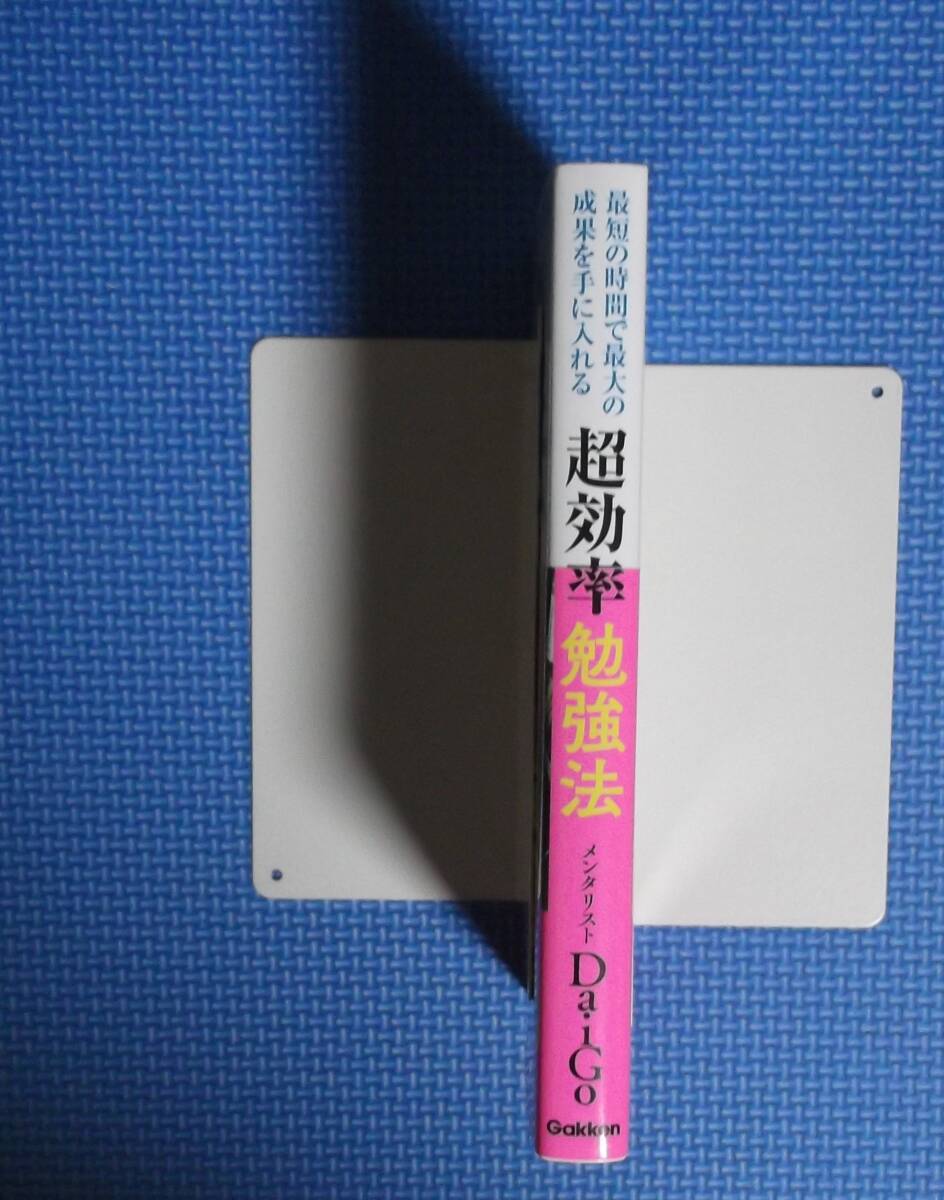 最短の時間で最大の
成果を手に入れる
超効率
勉強法
メンタリスト
DaiGo
Gakken